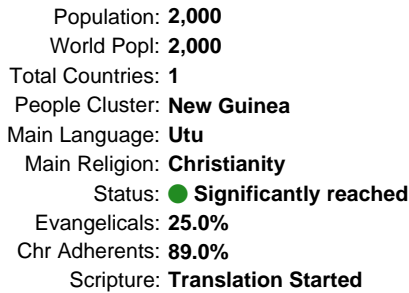 Population: 2,000
World Popl: 2,000
Total Countries: 1
People Cluster: New Guinea
Main Language: Utu
Main Religion: Christianity
Status: Significantly reached
Evangelicals: 25.0%
Chr Adherents: 89.0%
Scripture: Translation Started